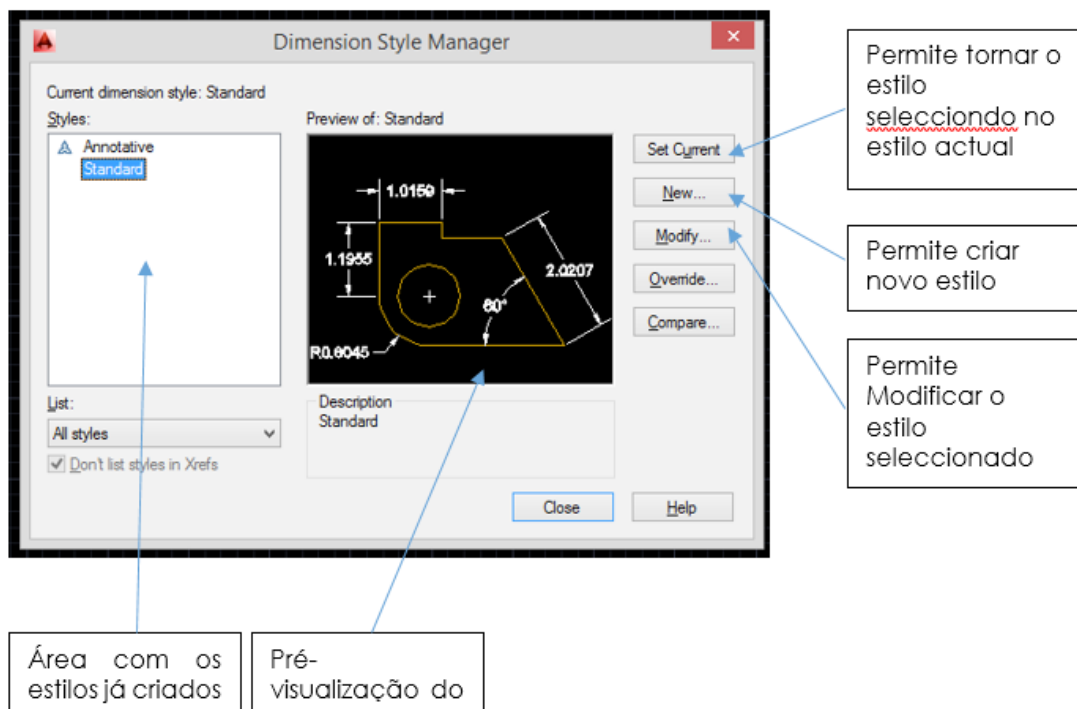 Dimension Style Manager
Current dimension style: Standard
Styles:
Annotative
Standard
Preview of: Standard
1.0159
1.1955
2.0207
60°
R0.8045
Set Current
New...
Modify...
Override...
Compare...
List:
All styles
Don't list styles in Xrefs
Description
Standard
Close
Help
Permite tornar o
estilo
selecciondo no
estilo actual
Permite criar
novo estilo
Permite
Modificar o
estilo
seleccionado
Área com os
estilos já criados
Pré-
visualização do